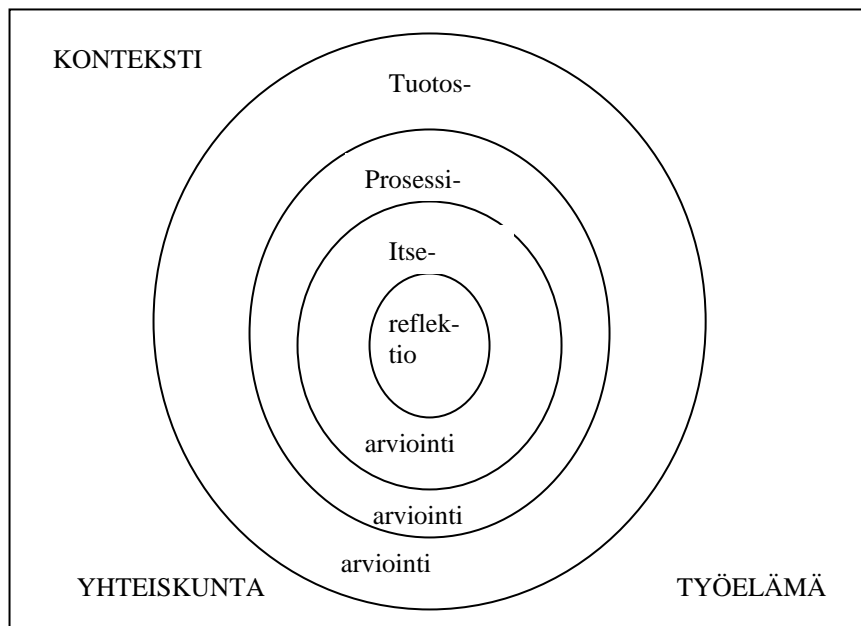 KONTEKSTI
Tuotos-
Prosessi-
Itse-
reflek-
tio
arviointi
arviointi
arviointi
YHTEISKUNTA
TYÖELÄMÄ